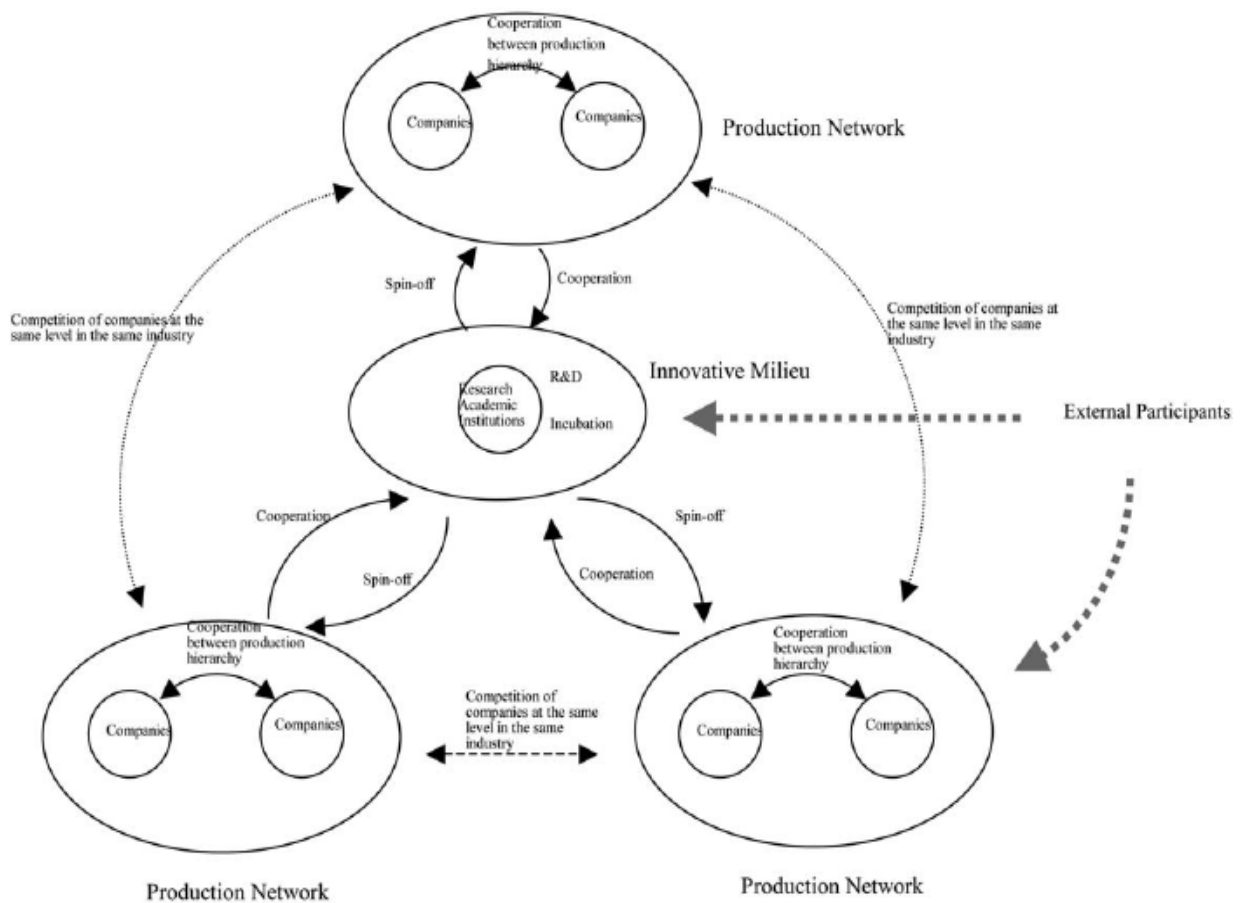 Cooperation
between production
hierarchy
Companies
Companies
Production Network
Spin-off
Cooperation
Competition of companies at the
same level in the same industry
Competition of companies at
the same level in the same
industry
Innovative Milieu
R&D
Research
Academic
Institutions
Incubation
External Participants
Cooperation
Spin-off
Spin-off
Cooperation
Cooperation
between production
hierarchy
Companies
Companies
Production Network
Competition of
companies at the same
level in the same
industry
Cooperation
between production
hierarchy
Companies
Companies
Production Network